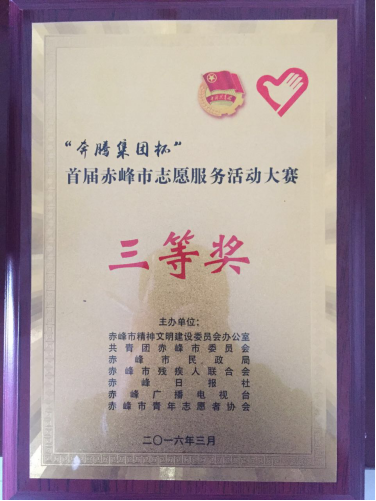 “奔腾集团杯”
首届赤峰市志愿服务活动大赛
三等奖
主办单位：
赤峰市精神文明建设委员会办公室
共青团赤峰市委员会
赤峰市民政局
赤峰市残疾人联合会
赤峰日报社
赤峰广播电视台
赤峰市青年志愿者协会
二〇一六年三月